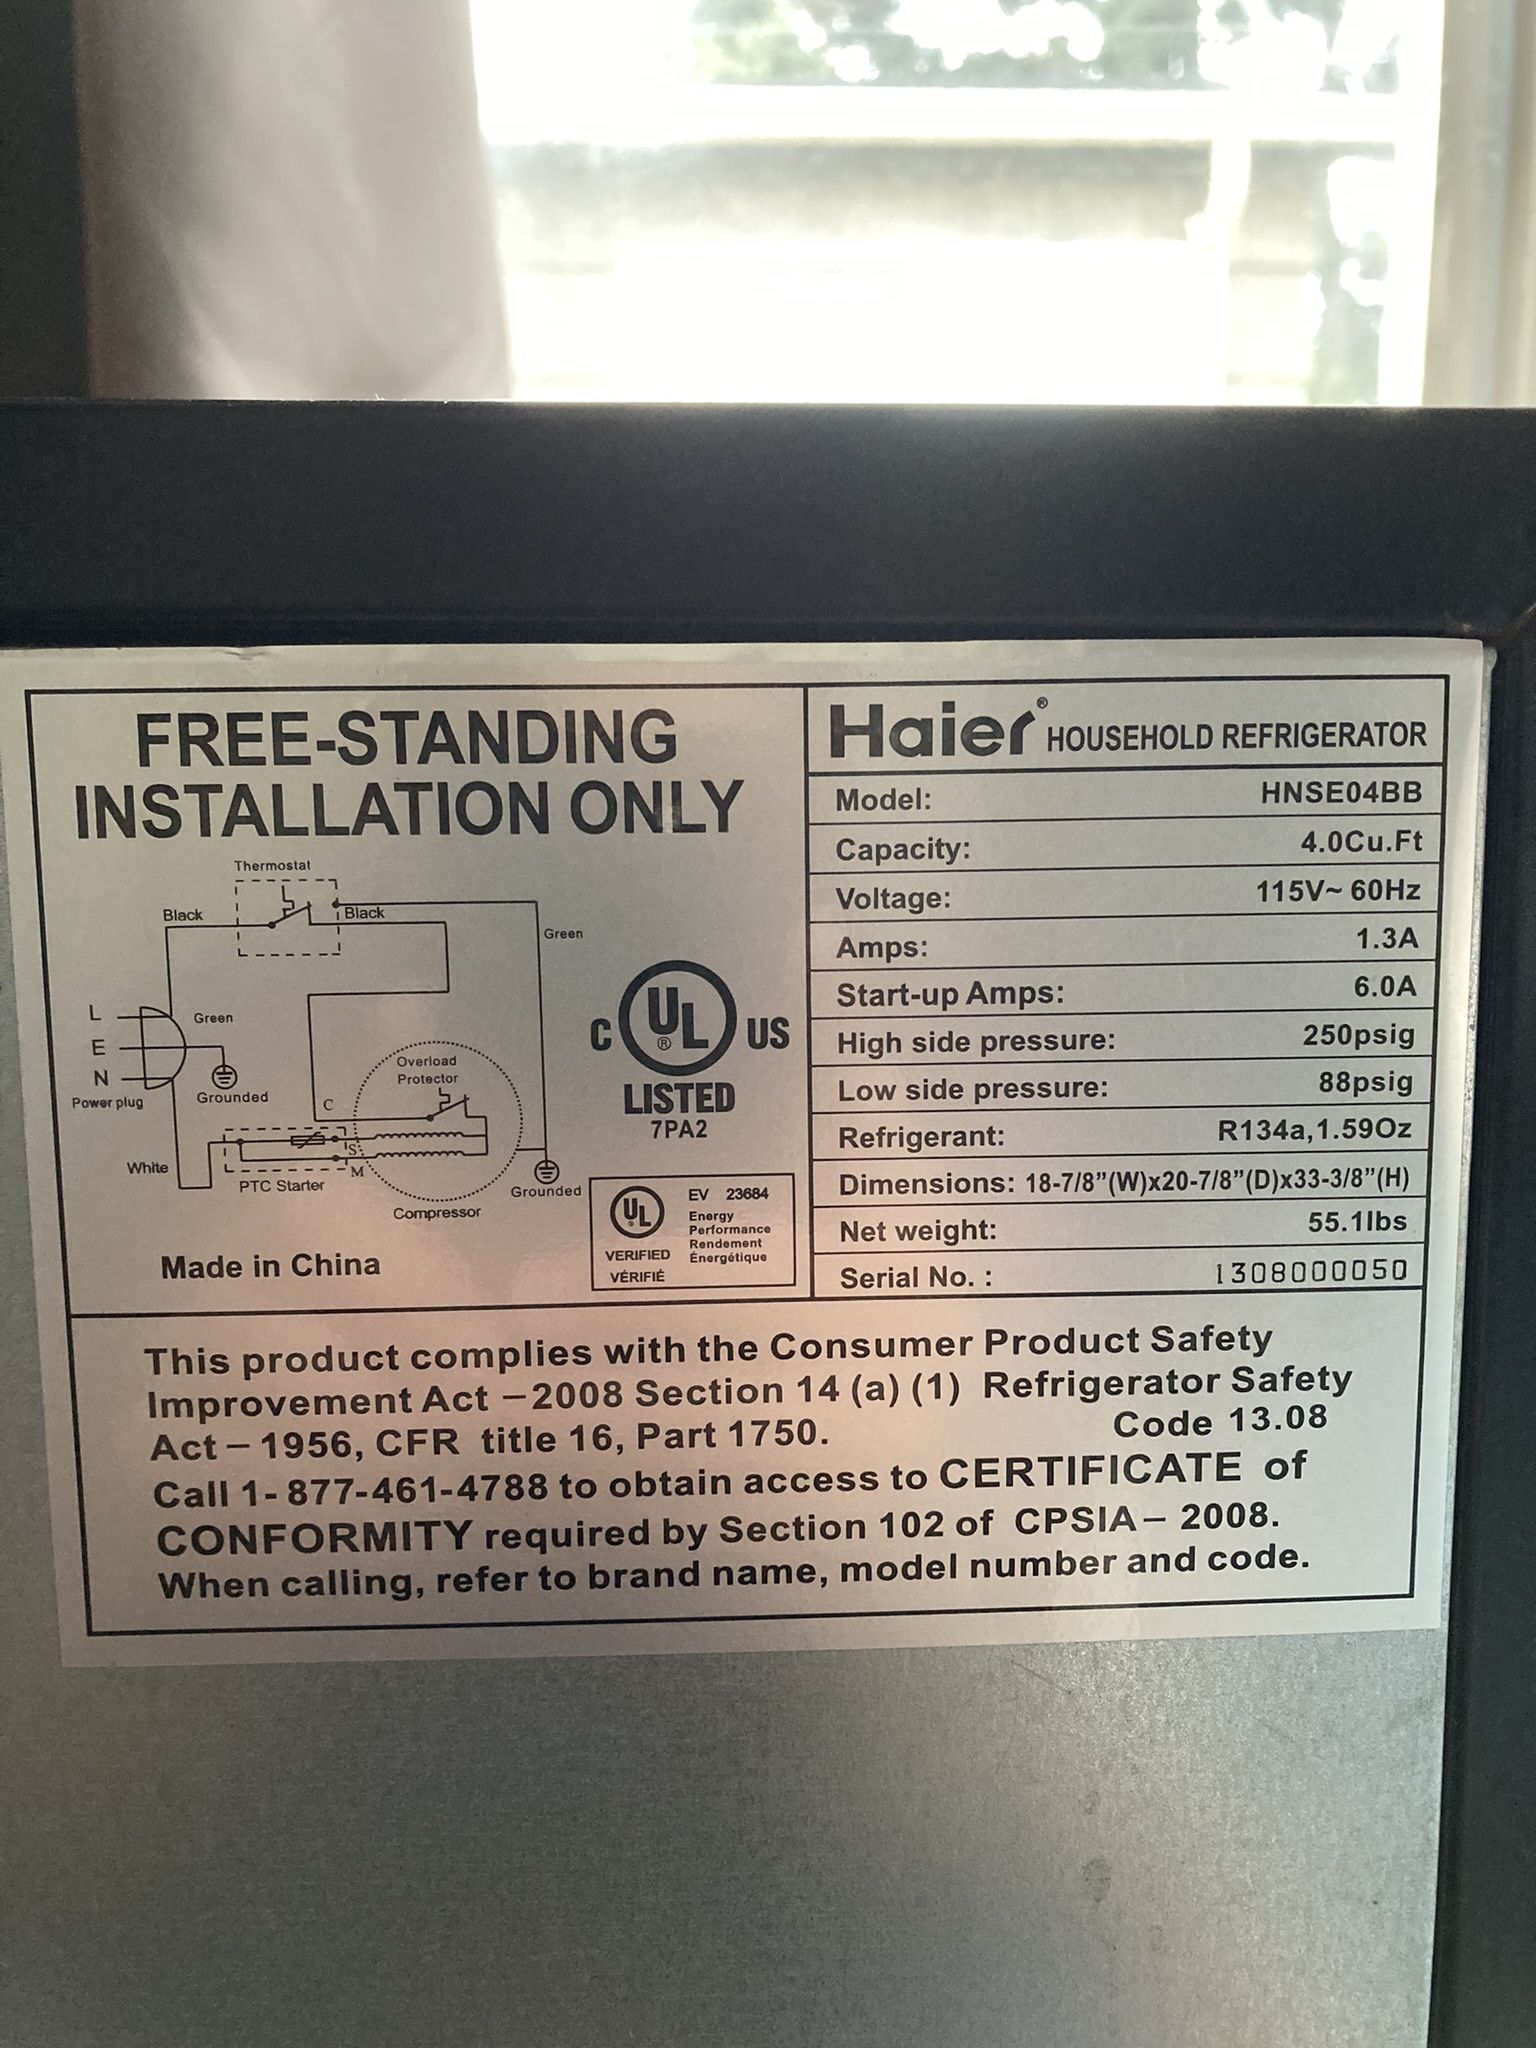 FREE-STANDING
INSTALLATION ONLY
Thermostat
Black
Black
Green
L
Green
E
N
Grounded
Power plug
Overload
Protector
C
S
M
White
PTC Starter
Compressor
Grounded
C UL ® US
LISTED
7PA2
UL ®
VERIFIED
VÉRIFIÉ
EV 23684
Energy
Performance
Rendement
Énergétique
Made in China
Haier® HOUSEHOLD REFRIGERATOR
Model: HNSE04BB
Capacity: 4.0Cu.Ft
Voltage: 115V~ 60Hz
Amps: 1.3A
Start-up Amps: 6.0A
High side pressure: 250psig
Low side pressure: 88psig
Refrigerant: R134a,1.59Oz
Dimensions: 18-7/8"(W)x20-7/8"(D)x33-3/8"(H)
Net weight: 55.1lbs
Serial No. : 1308000050
This product complies with the Consumer Product Safety
Improvement Act – 2008 Section 14 (a) (1) Refrigerator Safety
Act – 1956, CFR title 16, Part 1750. Code 13.08
Call 1- 877-461-4788 to obtain access to CERTIFICATE of
CONFORMITY required by Section 102 of CPSIA – 2008.
When calling, refer to brand name, model number and code.